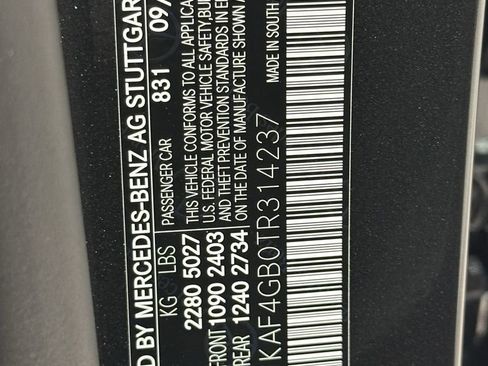 D BY MERCEDES-BENZ AG STUTTGAR
831 09/
PASSENGER CAR
KG LBS
2280 5027
FRONT 1090 2403
REAR 1240 2734
THIS VEHICLE CONFORMS TO ALL APPLICA
U.S. FEDERAL MOTOR VEHICLE SAFETY, BU
AND THEFT PREVENTION STANDARDS IN E
ON THE DATE OF MANUFACTURE
KAF4GB0TR314237
MADE IN SOUTH